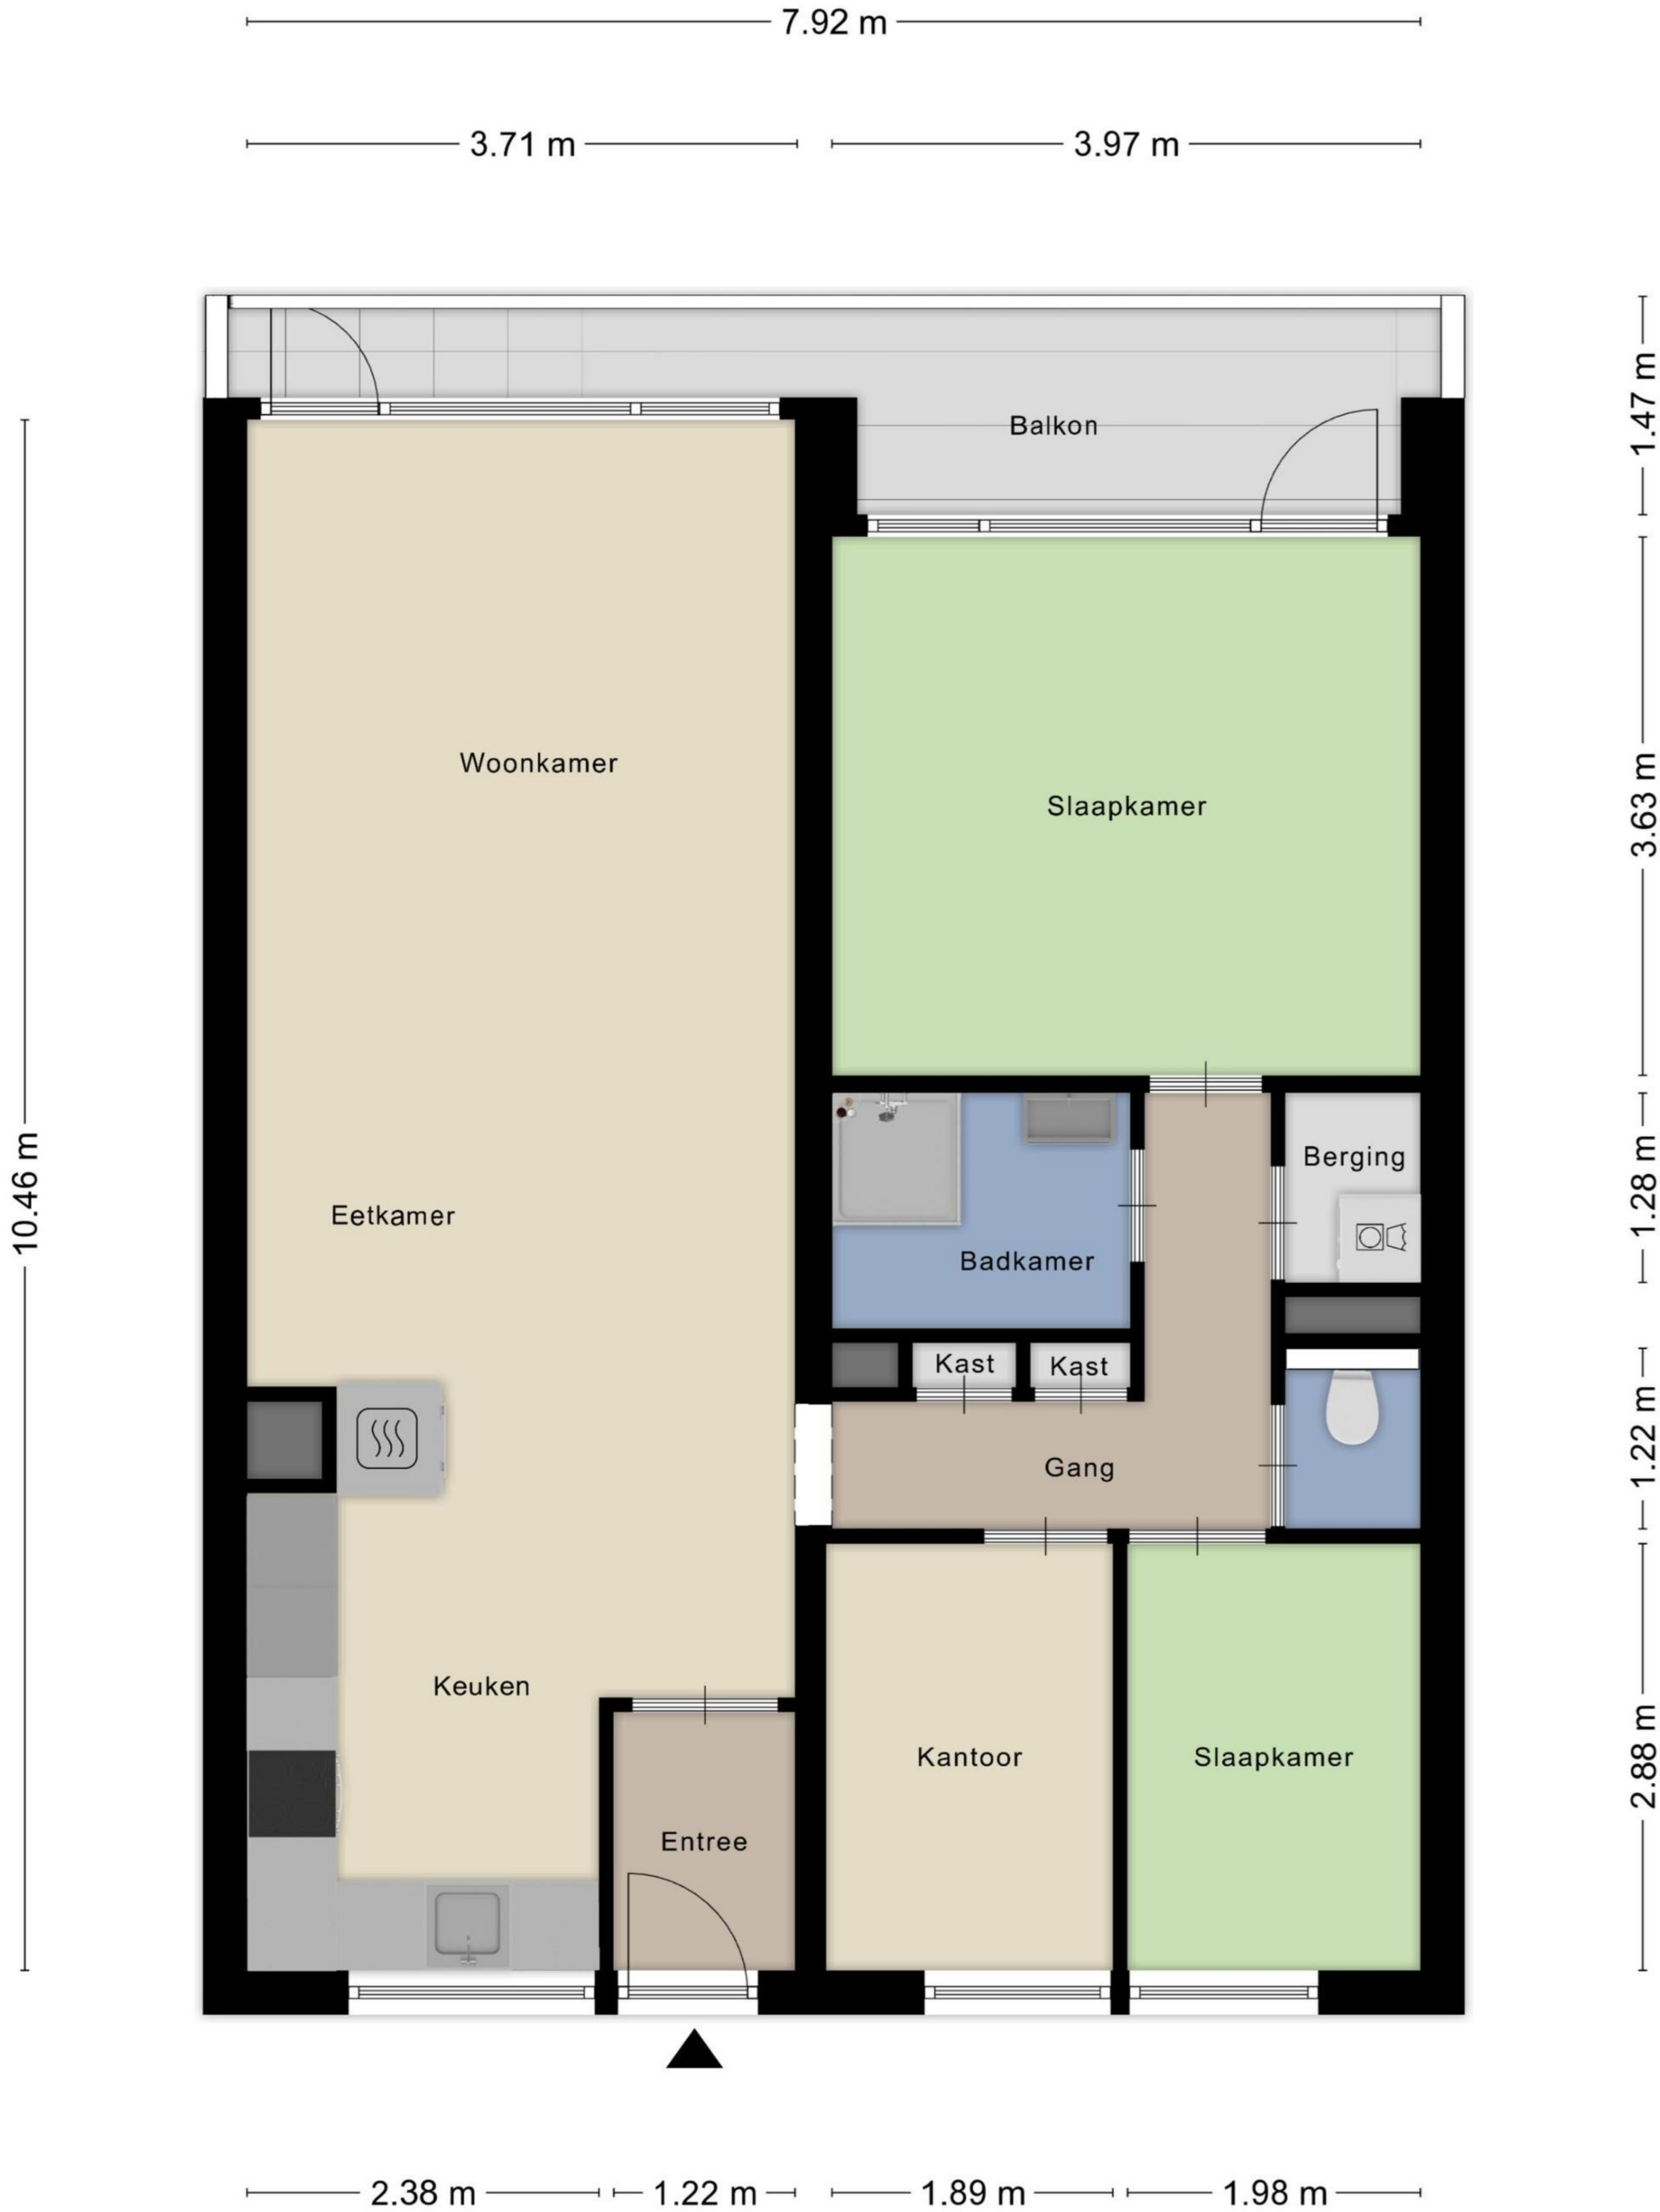 7.92 m
3.71 m
3.97 m
1.47 m
Balkon
Woonkamer
Slaapkamer
3.63 m
10.46 m
Berging
1.28 m
Eetkamer
Badkamer
Kast
Kast
1.22 m
Gang
Keuken
Kantoor
Slaapkamer
2.88 m
Entree
2.38 m
1.22 m
1.89 m
1.98 m